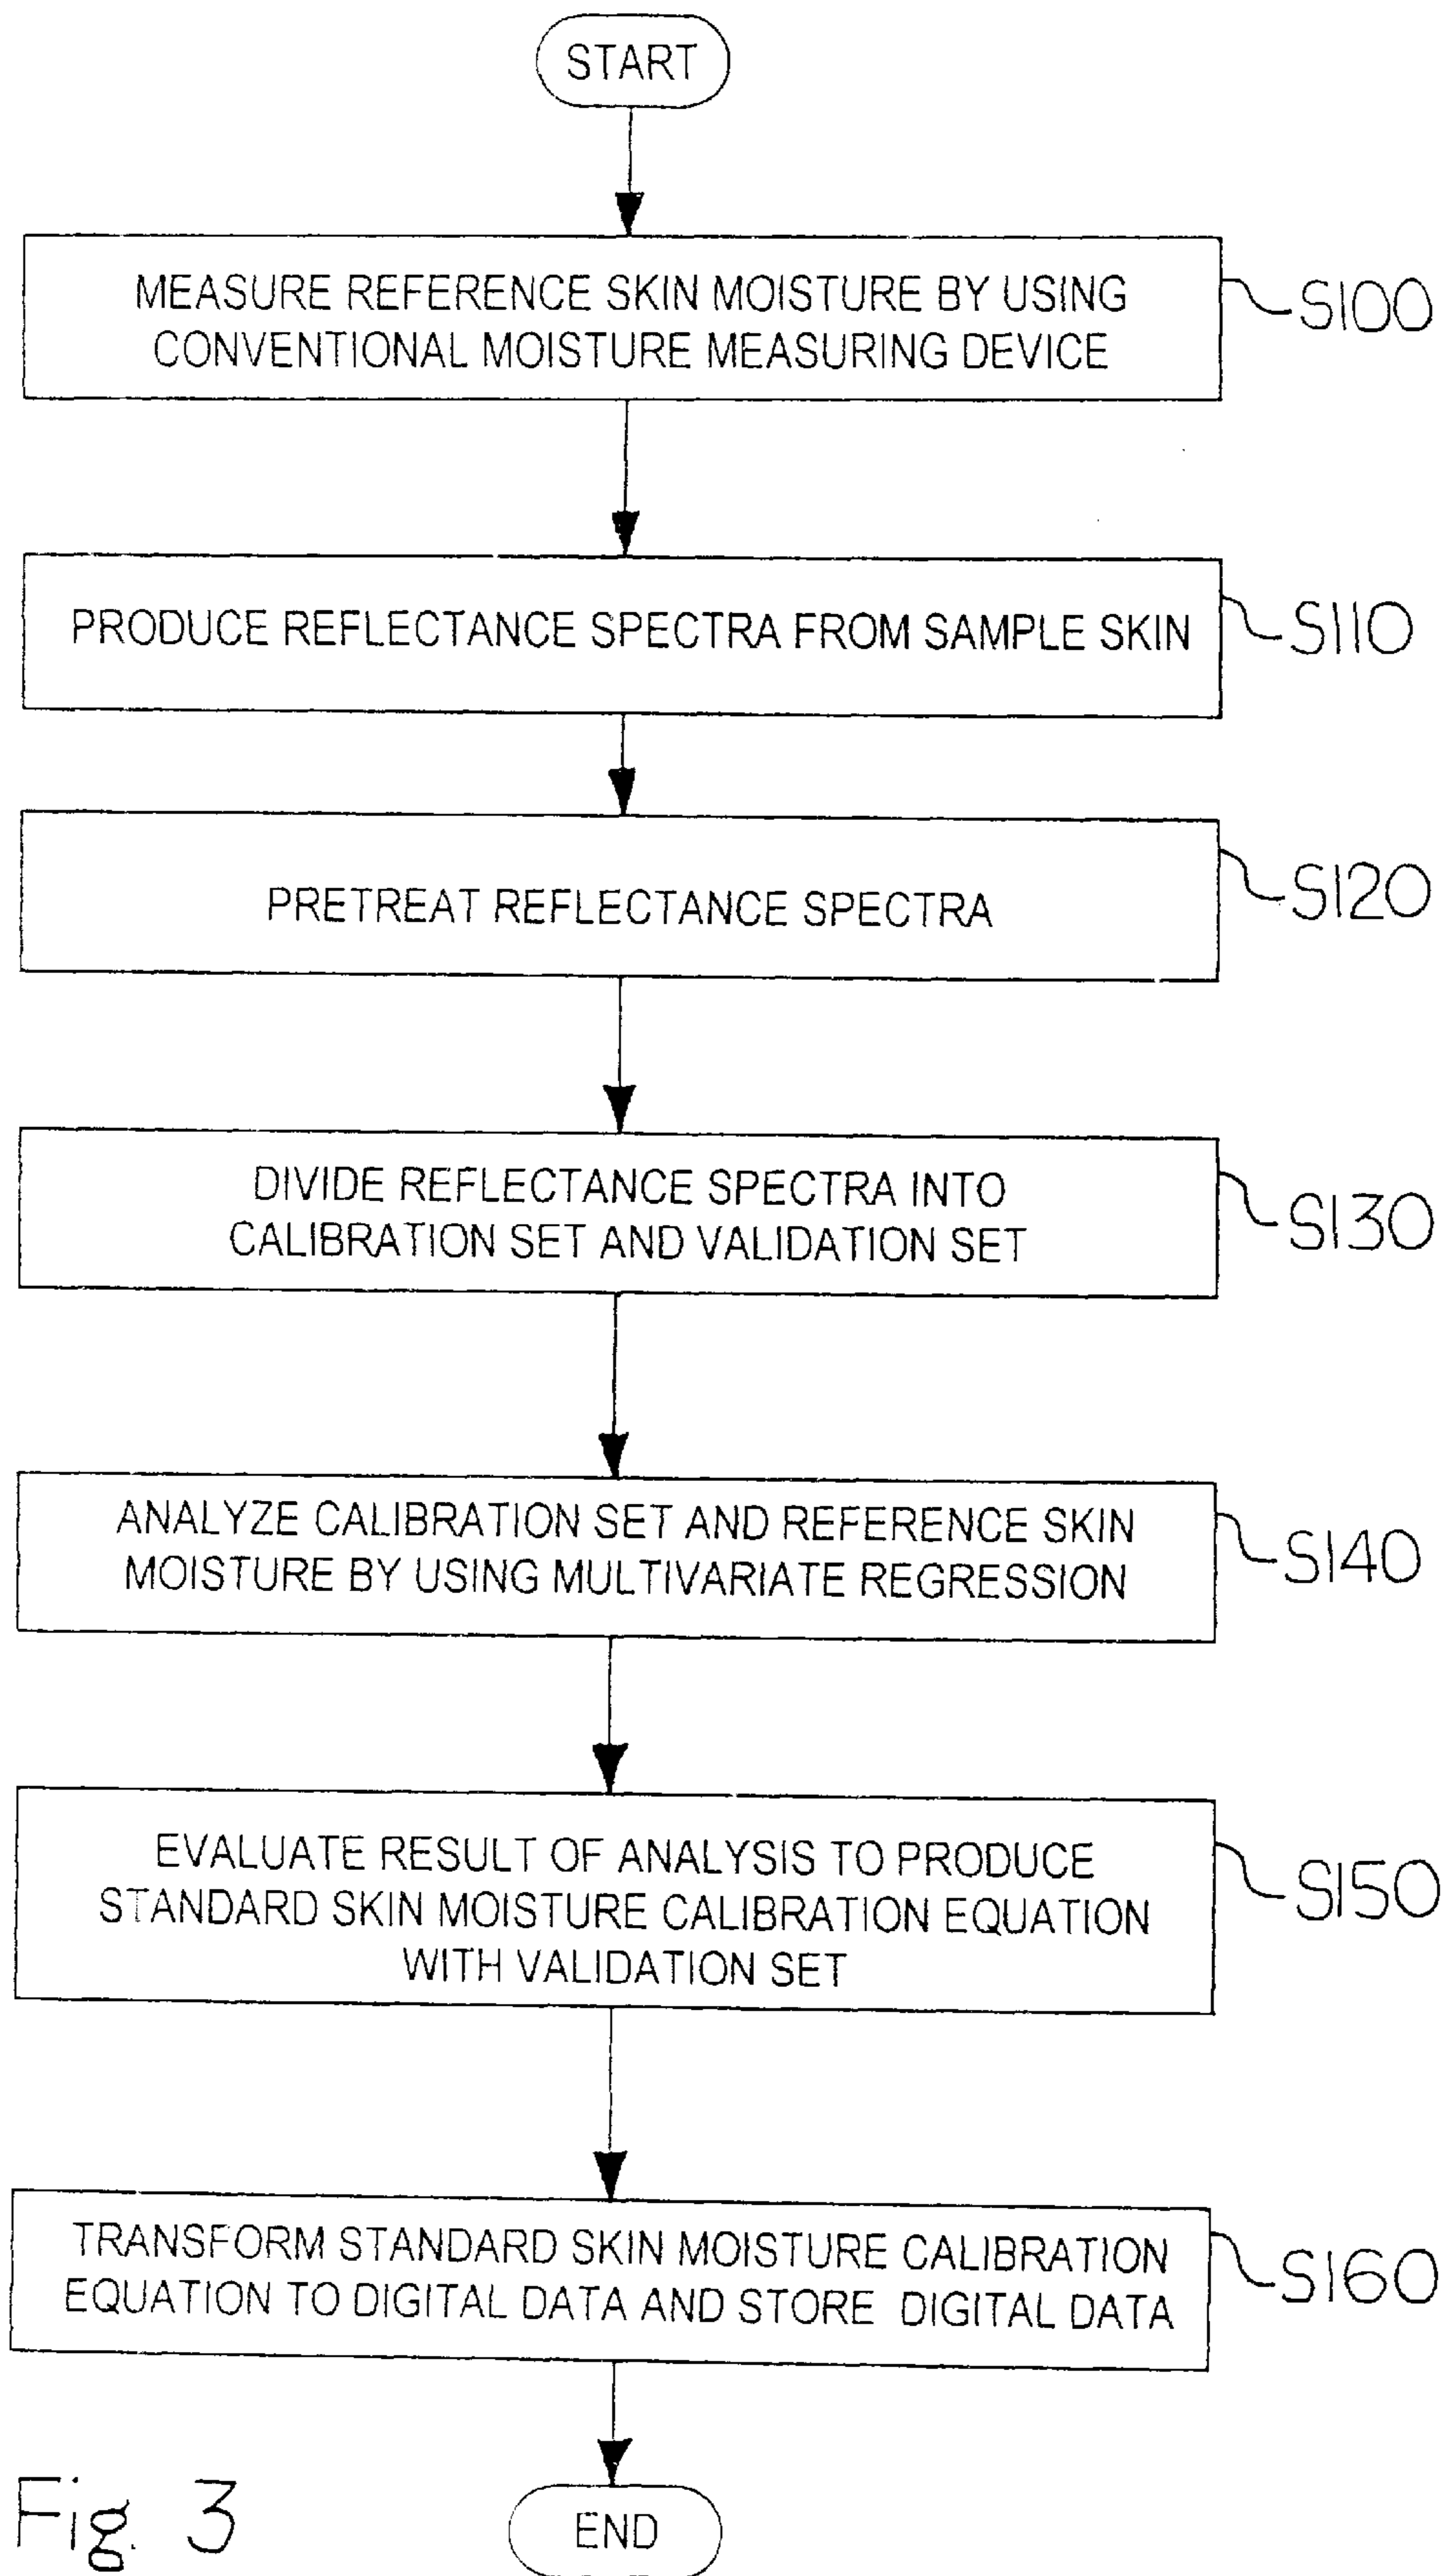 START
MEASURE REFERENCE SKIN MOISTURE BY USING
CONVENTIONAL MOISTURE MEASURING DEVICE
S100
PRODUCE REFLECTANCE SPECTRA FROM SAMPLE SKIN
S110
PRETREAT REFLECTANCE SPECTRA
S120
DIVIDE REFLECTANCE SPECTRA INTO
CALIBRATION SET AND VALIDATION SET
S130
ANALYZE CALIBRATION SET AND REFERENCE SKIN
MOISTURE BY USING MULTIVARIATE REGRESSION
S140
EVALUATE RESULT OF ANALYSIS TO PRODUCE
STANDARD SKIN MOISTURE CALIBRATION EQUATION
WITH VALIDATION SET
S150
TRANSFORM STANDARD SKIN MOISTURE CALIBRATION
EQUATION TO DIGITAL DATA AND STORE DIGITAL DATA
S160
END
Fig. 3